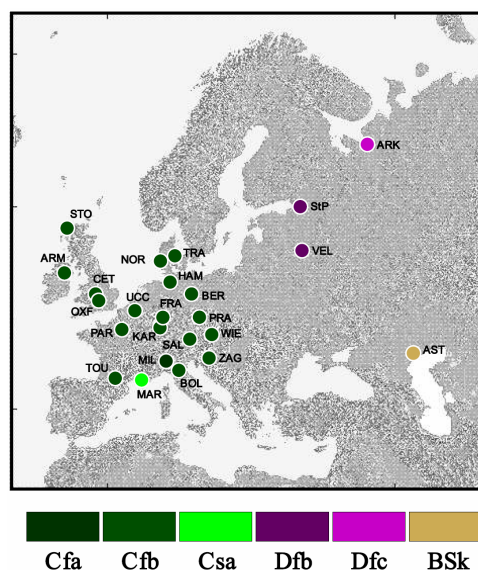 ARK
StP
STO
VEL
NOR
TRA
ARM
HAM
CET
BER
UCC
FRA
OXF
PRA
PAR
KAR
WIE
SAL
MIL
ZAG
AST
TOU
BOL
MAR
Cfa Cfb Csa Dfb Dfc BSk